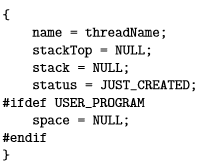 {
    name = threadName;
    stackTop = NULL;
    stack = NULL;
    status = JUST_CREATED;
#ifdef USER_PROGRAM
    space = NULL;
#endif
}